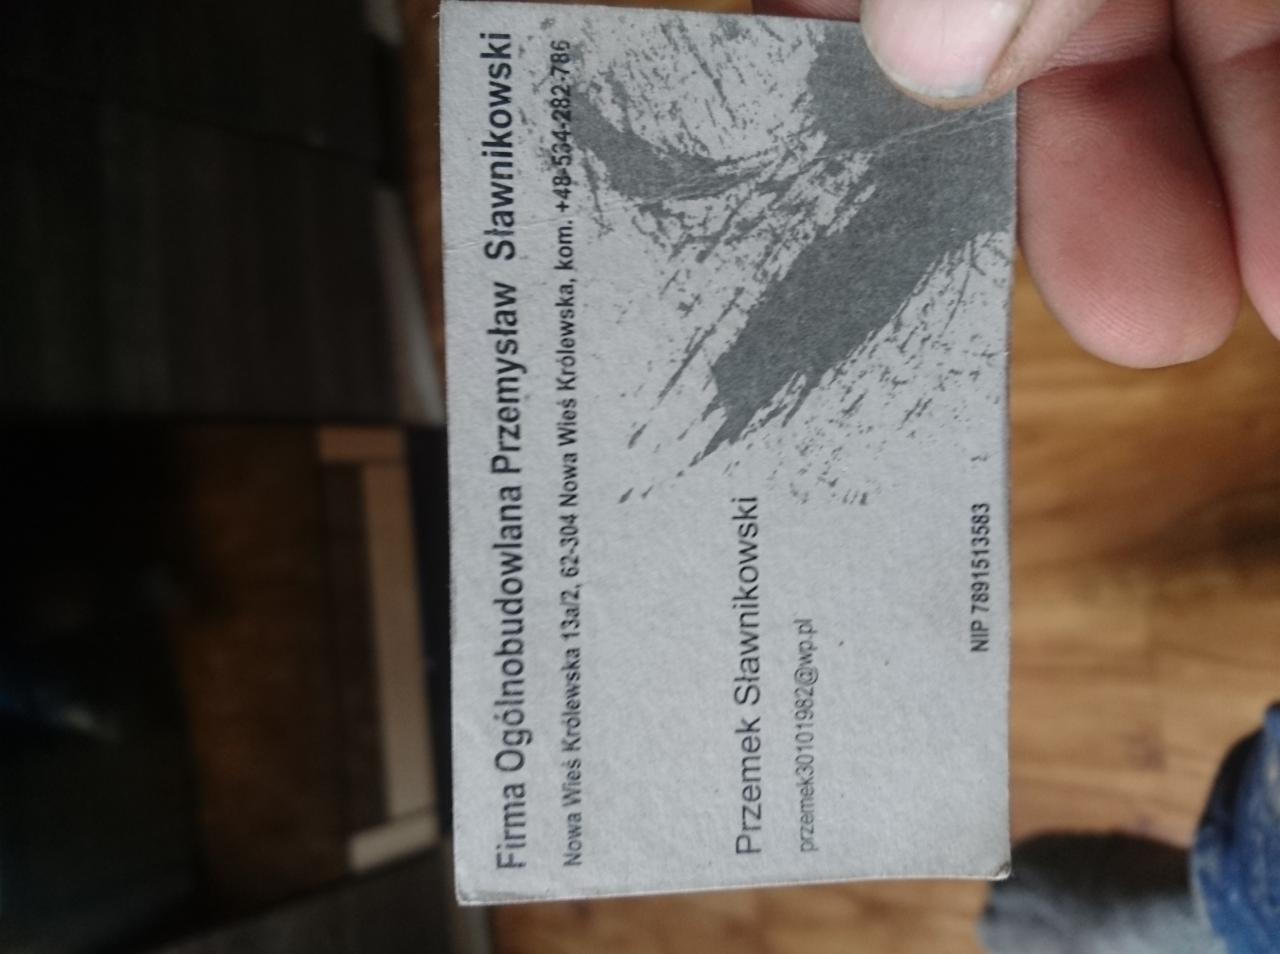 Firma Ogólnobudowlana Przemysław Sławnikowski
Nowa Wieś Królewska 13a/2, 62-304 Nowa Wieś Królewska, kom. +48-534-282-786
Przemek Sławnikowski
przemek30101982@wp.pl
NIP 7891513583